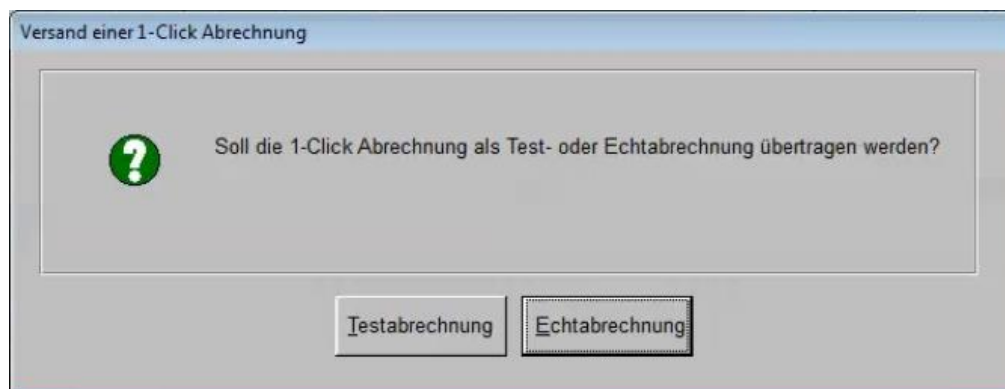 Versand einer 1-Click Abrechnung
Soll die 1-Click Abrechnung als Test- oder Echtabrechnung übertragen werden?
Testabrechnung
Echtabrechnung